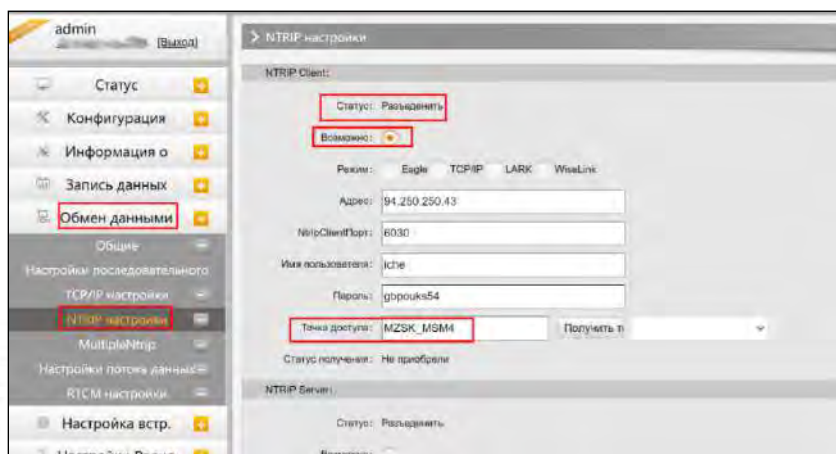 admin
[Выход]
Статус
Конфигурация
Информация о
Запись данных
Обмен данными
Общие
Настройки последовательного
TCP/IP настройки
NTRIP настройки
MultipleNtrip
Настройки потока данных
RTCM настройки
Настройка встр.
NTRIP настройки
NTRIP Client:
Статус: Разъединить
Возможно:
Режим: Eagle TCP/IP LARK WiseLink
Адрес: 94.250.250.43
NtripClientПорт: 6030
Имя пользователя: iche
Пароль: gbpouks54
Точка доступа: MZSK_MSM4 Получить т
Статус получения: Не приобрели
NTRIP Server:
Статус: Разъединить